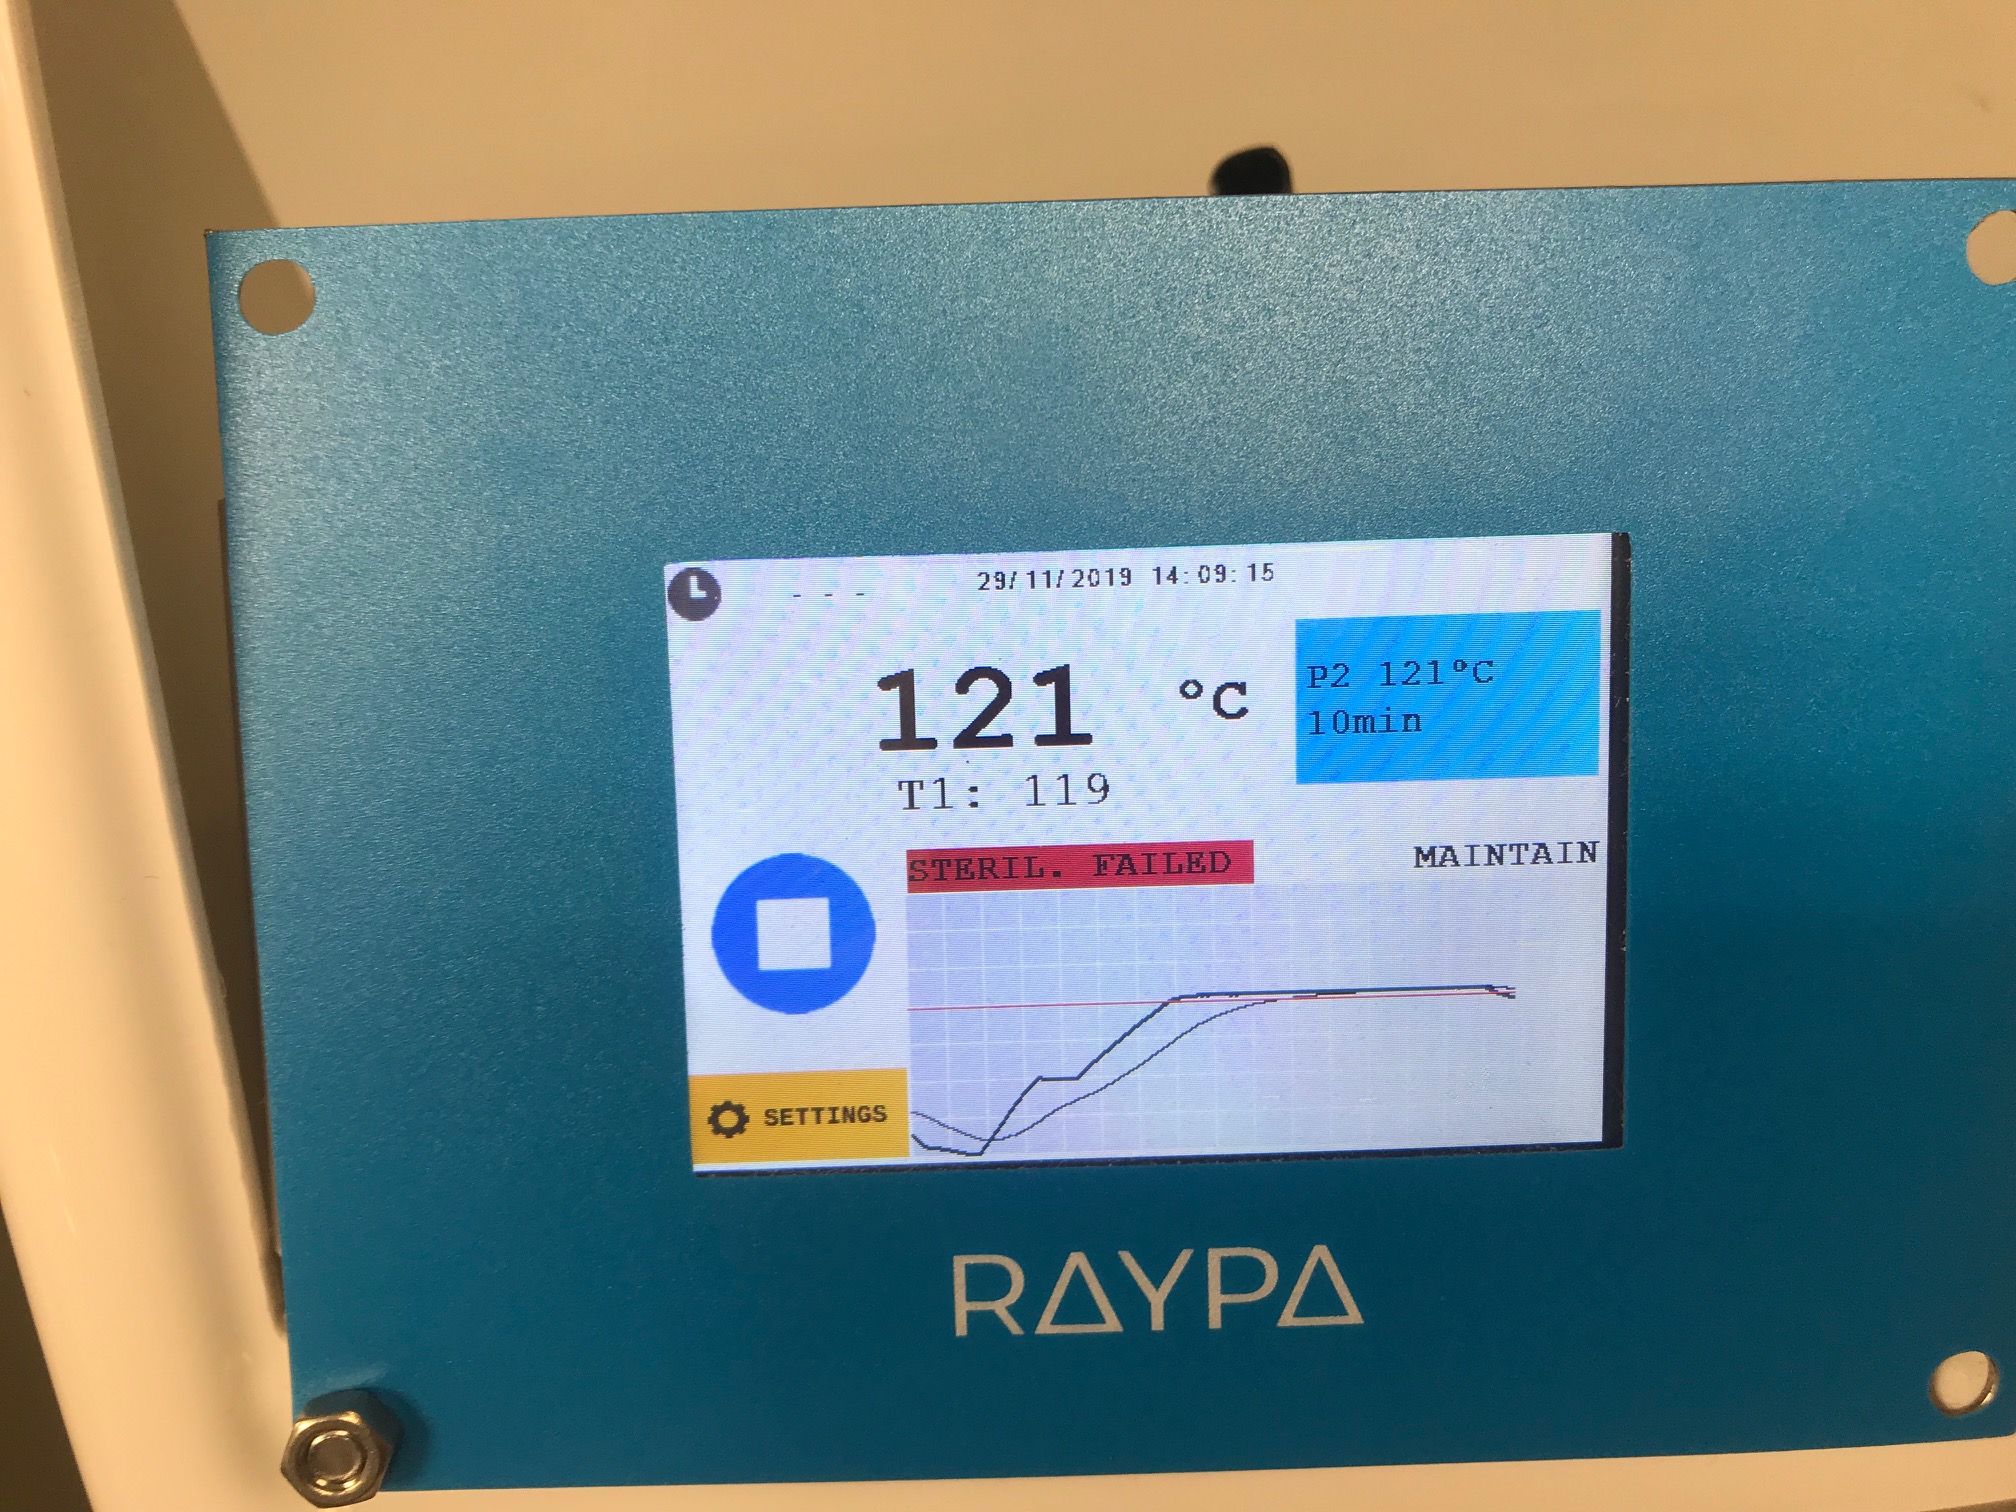 - - -
29/11/2019 14:09:15
121 °C
P2 121°C
10min
T1: 119
STERIL. FAILED
MAINTAIN
SETTINGS
RAYPA